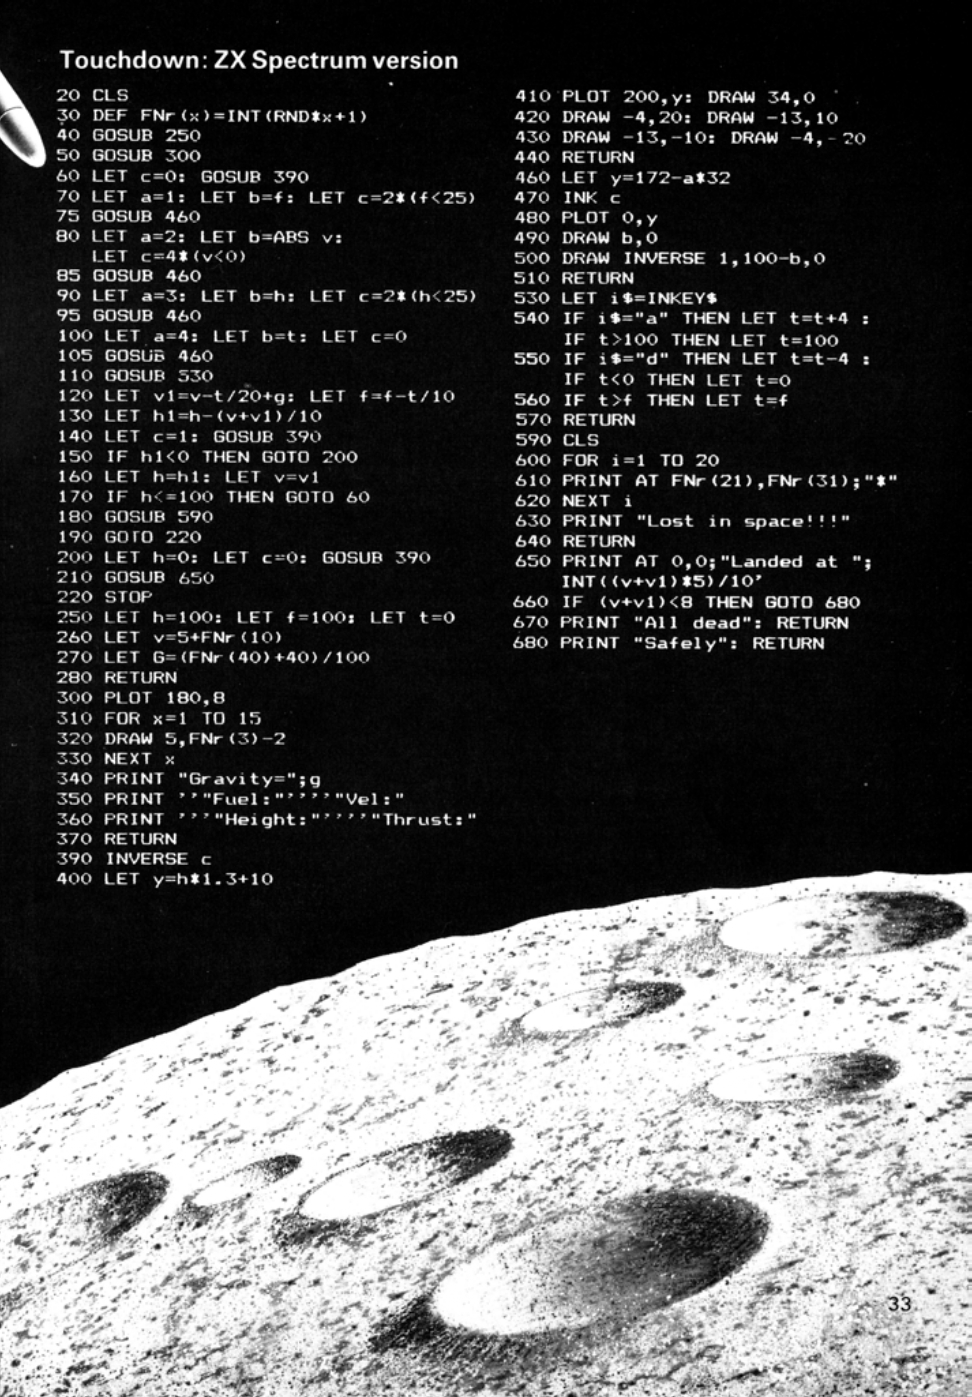 Touchdown: ZX Spectrum version
20 CLS
30 DEF FNr(x)=INT(RND*x+1)
40 GOSUB 250
50 GOSUB 300
60 LET c=0: GOSUB 390
70 LET a=1: LET b=f: LET c=2*(f<25)
75 GOSUB 460
80 LET a=2: LET b=ABS v:
LET c=4*(v<0)
85 GOSUB 460
90 LET a=3: LET b=h: LET c=2*(h<25)
95 GOSUB 460
100 LET a=4: LET b=t: LET c=0
105 GOSUB 460
110 GOSUB 530
120 LET v1=v-t/20+g: LET f=f-t/10
130 LET h1=h-(v+v1)/10
140 LET c=1: GOSUB 390
150 IF h1<0 THEN GOTO 200
160 LET h=h1: LET v=v1
170 IF h<=100 THEN GOTO 60
180 GOSUB 590
190 GOTO 220
200 LET h=0: LET c=0: GOSUB 390
210 GOSUB 650
220 STOP
250 LET h=100: LET f=100: LET t=0
260 LET v=5+FNr(10)
270 LET G=(FNr(40)+40)/100
280 RETURN
300 PLOT 180,8
310 FOR x=1 TO 15
320 DRAW 5,FNr(3)-2
330 NEXT x
340 PRINT "Gravity=";g
350 PRINT ''"Fuel:"''''"Vel:"
360 PRINT '''"Height:"''''"Thrust:"
370 RETURN
390 INVERSE c
400 LET y=h*1.3+10
410 PLOT 200,y: DRAW 34,0
420 DRAW -4,20: DRAW -13,10
430 DRAW -13,-10: DRAW -4,-20
440 RETURN
460 LET y=172-a*32
470 INK c
480 PLOT 0,y
490 DRAW b,0
500 DRAW INVERSE 1,100-b,0
510 RETURN
530 LET i$=INKEY$
540 IF i$="a" THEN LET t=t+4 :
IF t>100 THEN LET t=100
550 IF i$="d" THEN LET t=t-4 :
IF t<0 THEN LET t=0
560 IF t>f THEN LET t=f
570 RETURN
590 CLS
600 FOR i=1 TO 20
610 PRINT AT FNr(21),FNr(31);"*"
620 NEXT i
630 PRINT "Lost in space!!!"
640 RETURN
650 PRINT AT 0,0;"Landed at ";
INT((v+v1)*5)/10'
660 IF (v+v1)<8 THEN GOTO 680
670 PRINT "All dead": RETURN
680 PRINT "Safely": RETURN
33